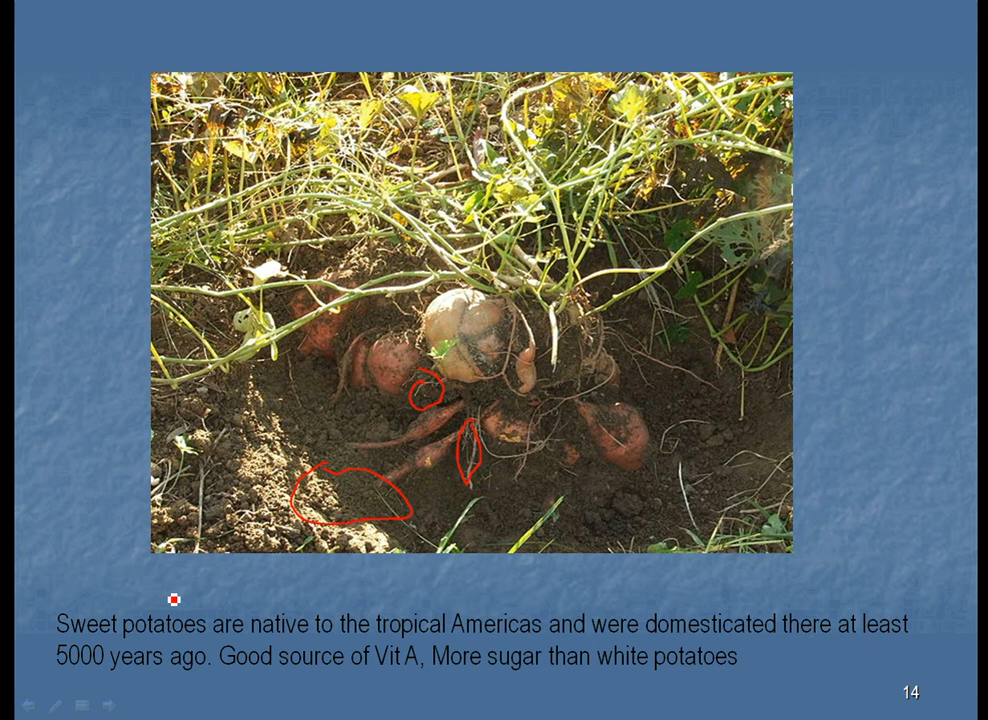 Sweet potatoes are native to the tropical Americas and were domesticated there at least
5000 years ago. Good source of Vit A, More sugar than white potatoes
14